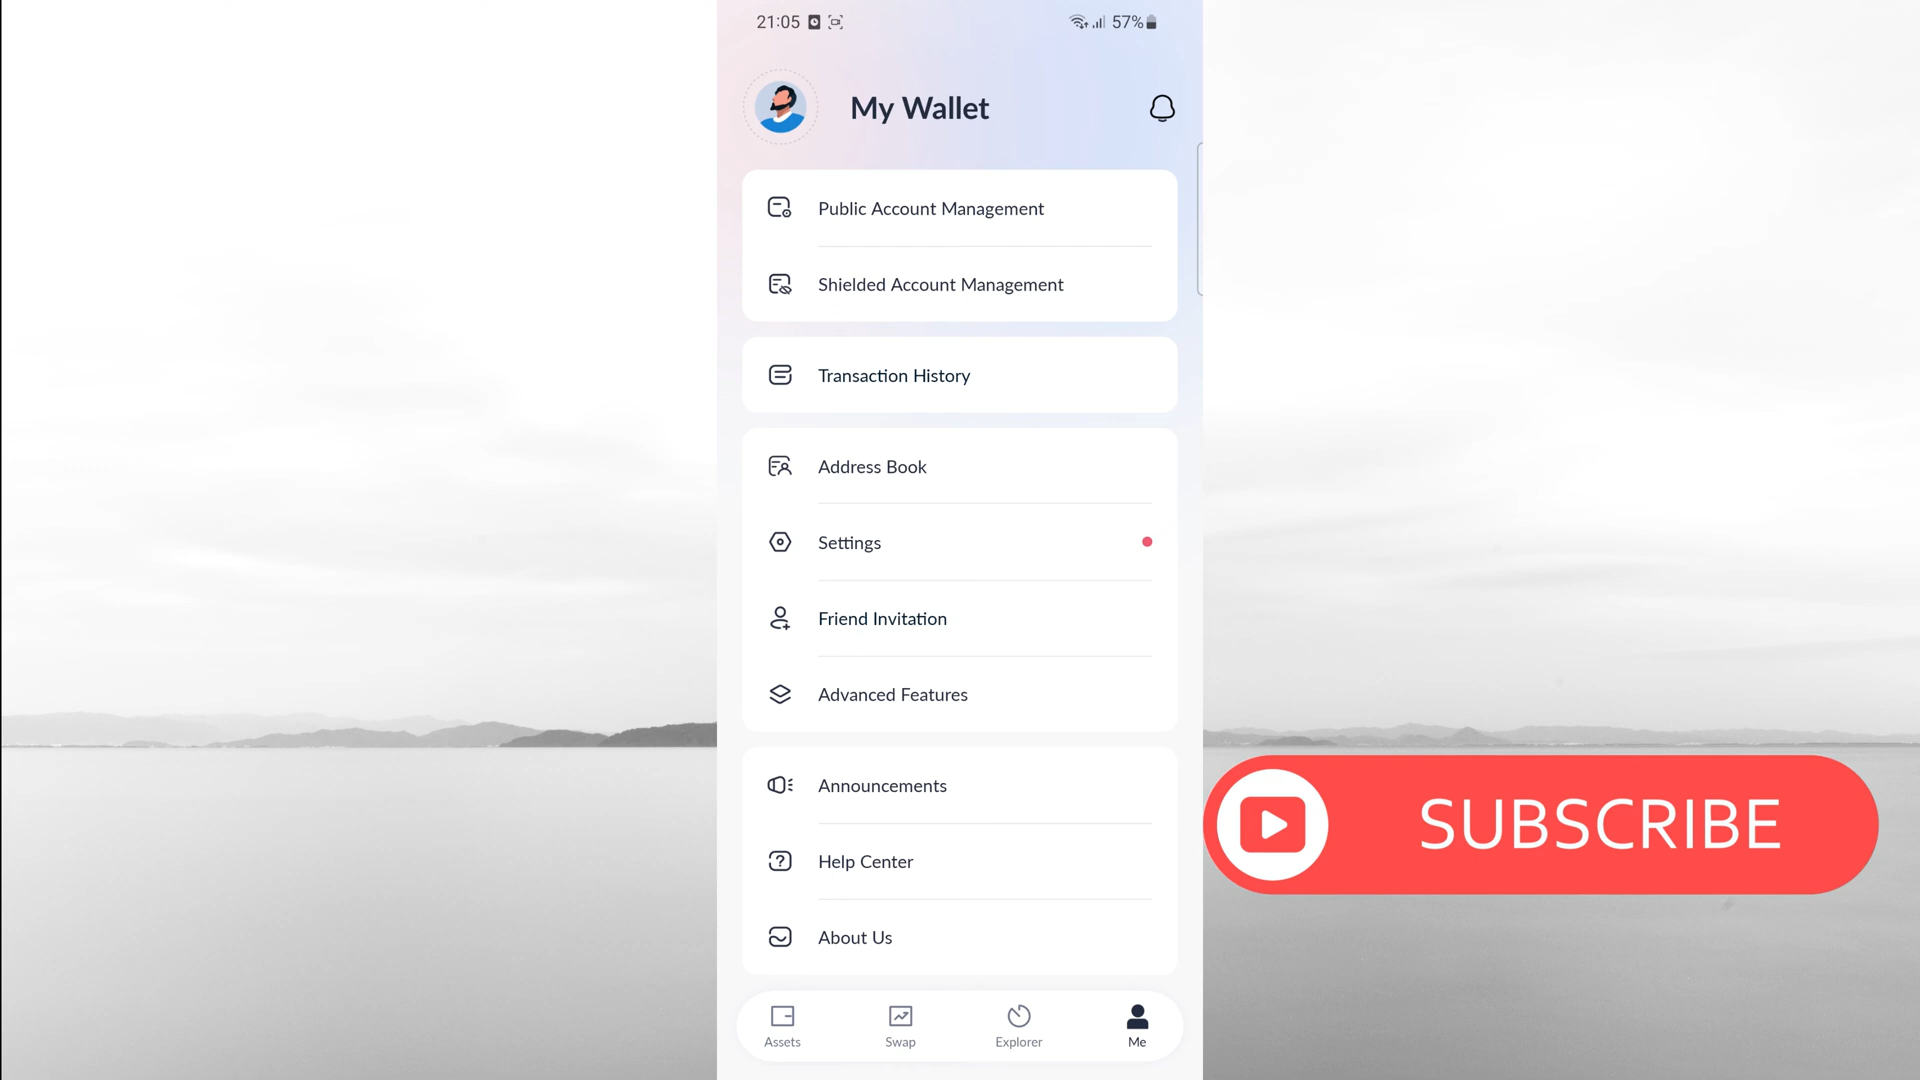 21:05
57%
My Wallet
Public Account Management
Shielded Account Management
Transaction History
Address Book
Settings
Friend Invitation
Advanced Features
Announcements
Help Center
About Us
SUBSCRIBE
Assets
Swap
Explorer
Me